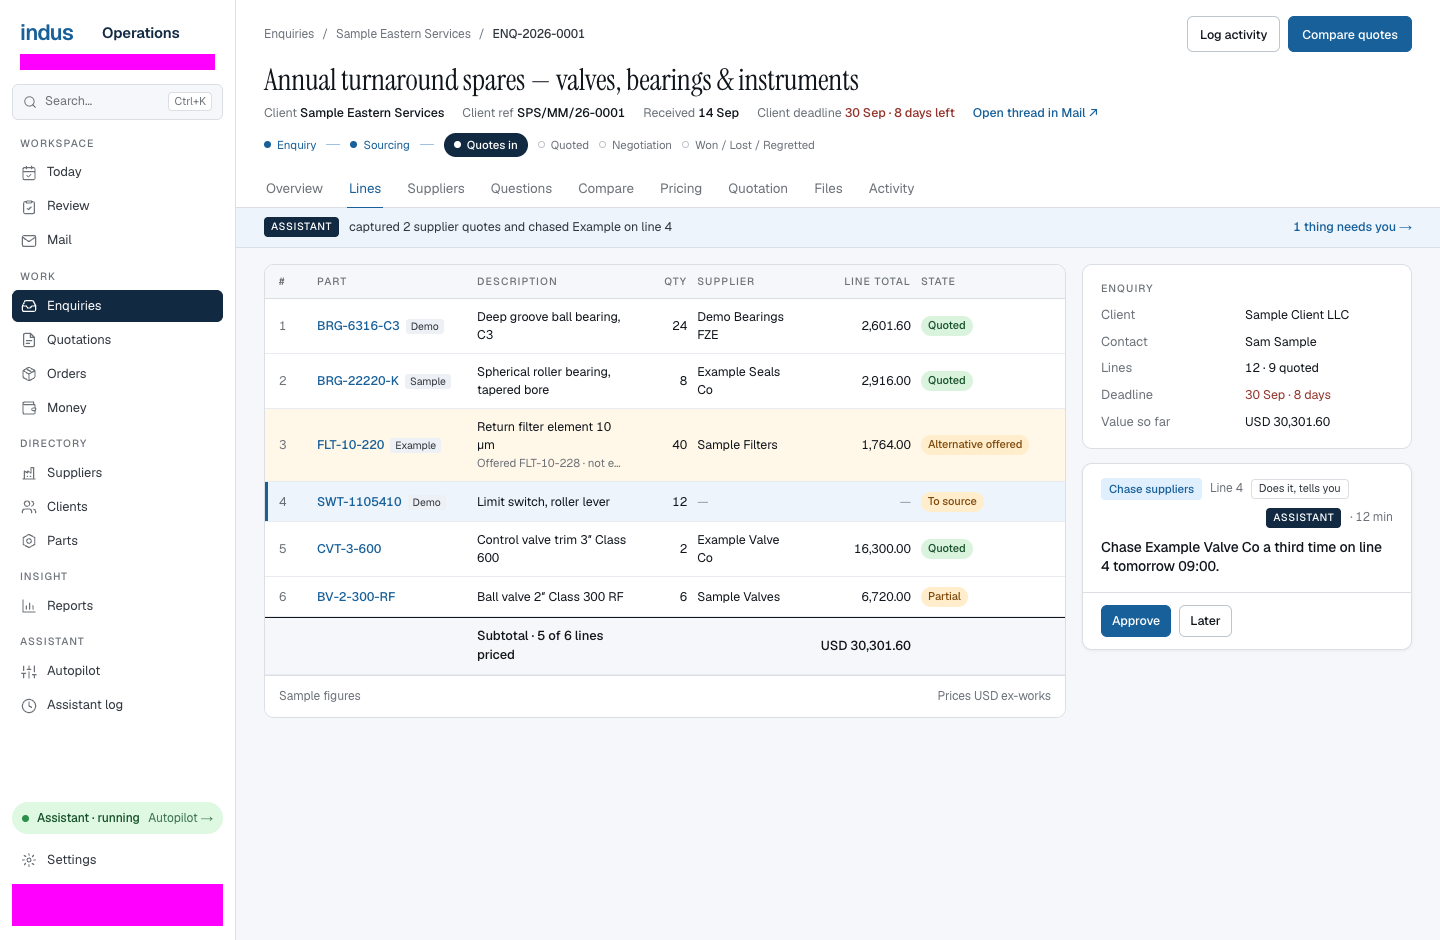 indus Operations
Search... Ctrl+K
WORKSPACE
Today
Review
Mail
WORK
Enquiries
Quotations
Orders
Money
DIRECTORY
Suppliers
Clients
Parts
INSIGHT
Reports
ASSISTANT
Autopilot
Assistant log
Assistant · running Autopilot →
Settings
Enquiries / Sample Eastern Services / ENQ-2026-0001
Log activity Compare quotes
Annual turnaround spares — valves, bearings & instruments
Client Sample Eastern Services Client ref SPS/MM/26-0001 Received 14 Sep Client deadline 30 Sep · 8 days left Open thread in Mail ↗
Enquiry — Sourcing — Quotes in Quoted Negotiation Won / Lost / Regretted
Overview Lines Suppliers Questions Compare Pricing Quotation Files Activity
ASSISTANT captured 2 supplier quotes and chased Example on line 4 1 thing needs you →
# PART DESCRIPTION QTY SUPPLIER LINE TOTAL STATE
1 BRG-6316-C3 Demo Deep groove ball bearing, C3 24 Demo Bearings FZE 2,601.60 Quoted
2 BRG-22220-K Sample Spherical roller bearing, tapered bore 8 Example Seals Co 2,916.00 Quoted
3 FLT-10-220 Example Return filter element 10 µm 40 Sample Filters 1,764.00 Alternative offered
Offered FLT-10-228 · not e...
4 SWT-1105410 Demo Limit switch, roller lever 12 — — To source
5 CVT-3-600 Control valve trim 3″ Class 600 2 Example Valve Co 16,300.00 Quoted
6 BV-2-300-RF Ball valve 2″ Class 300 RF 6 Sample Valves 6,720.00 Partial
Subtotal · 5 of 6 lines priced USD 30,301.60
Sample figures Prices USD ex-works
ENQUIRY
Client Sample Client LLC
Contact Sam Sample
Lines 12 · 9 quoted
Deadline 30 Sep · 8 days
Value so far USD 30,301.60
Chase suppliers Line 4 Does it, tells you
ASSISTANT · 12 min
Chase Example Valve Co a third time on line
4 tomorrow 09:00.
Approve Later